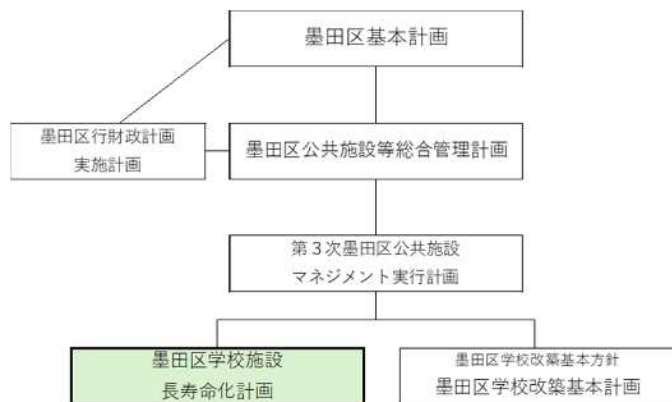 墨田区基本計画
墨田区行財政計画
実施計画
墨田区公共施設等総合管理計画
第３次墨田区公共施設
マネジメント実行計画
墨田区学校施設
長寿命化計画
墨田区学校改築基本方針
墨田区学校改築基本計画